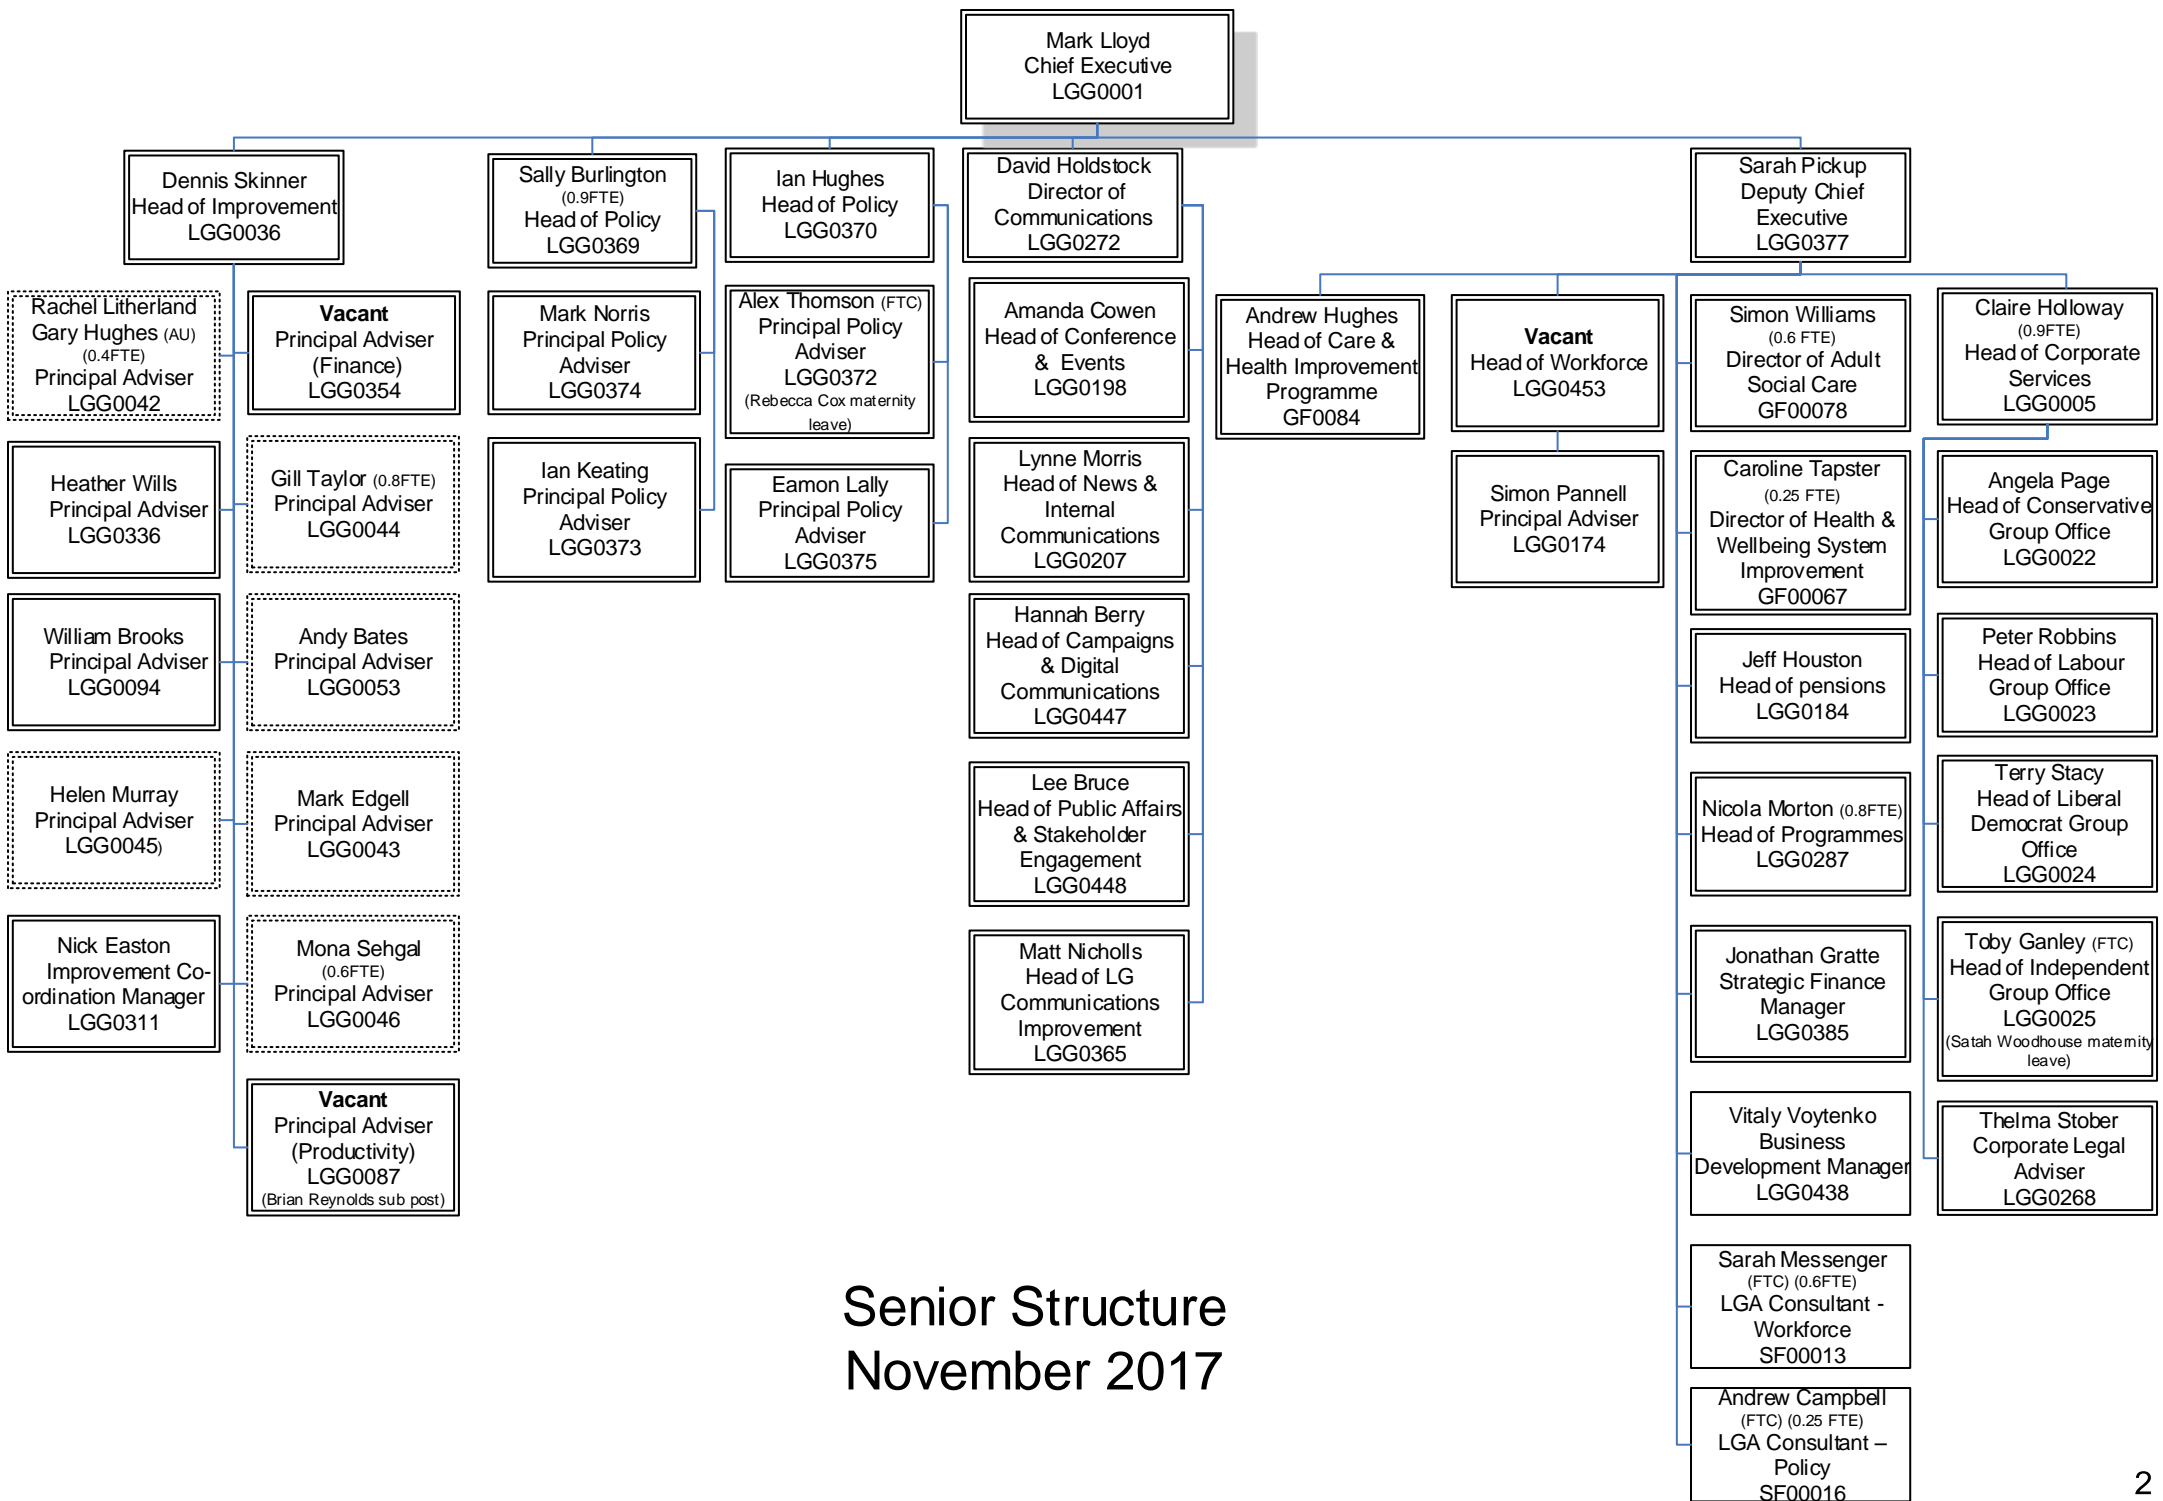 Mark Lloyd
Chief Executive
LGG0001
Dennis Skinner
Head of Improvement
LGG0036
Sally Burlington
(0.9FTE)
Head of Policy
LGG0369
Ian Hughes
Head of Policy
LGG0370
David Holdstock
Director of
Communications
LGG0272
Sarah Pickup
Deputy Chief
Executive
LGG0377
Rachel Litherland
Gary Hughes (AU)
(0.4FTE)
Principal Adviser
LGG0042
Vacant
Principal Adviser
(Finance)
LGG0354
Heather Wills
Principal Adviser
LGG0336
Gill Taylor (0.8FTE)
Principal Adviser
LGG0044
William Brooks
Principal Adviser
LGG0094
Andy Bates
Principal Adviser
LGG0053
Helen Murray
Principal Adviser
LGG0045)
Mark Edgell
Principal Adviser
LGG0043
Nick Easton
Improvement Co-
ordination Manager
LGG0311
Mona Sehgal
(0.6FTE)
Principal Adviser
LGG0046
Vacant
Principal Adviser
(Productivity)
LGG0087
(Brian Reynolds sub post)
Mark Norris
Principal Policy
Adviser
LGG0374
Ian Keating
Principal Policy
Adviser
LGG0373
Alex Thomson (FTC)
Principal Policy
Adviser
LGG0372
(Rebecca Cox maternity
leave)
Eamon Lally
Principal Policy
Adviser
LGG0375
Amanda Cowen
Head of Conference
& Events
LGG0198
Lynne Morris
Head of News &
Internal
Communications
LGG0207
Hannah Berry
Head of Campaigns
& Digital
Communications
LGG0447
Lee Bruce
Head of Public Affairs
& Stakeholder
Engagement
LGG0448
Matt Nicholls
Head of LG
Communications
Improvement
LGG0365
Andrew Hughes
Head of Care &
Health Improvement
Programme
GF0084
Vacant
Head of Workforce
LGG0453
Simon Pannell
Principal Adviser
LGG0174
Simon Williams
(0.6 FTE)
Director of Adult
Social Care
GF00078
Caroline Tapster
(0.25 FTE)
Director of Health &
Wellbeing System
Improvement
GF00067
Jeff Houston
Head of pensions
LGG0184
Nicola Morton (0.8FTE)
Head of Programmes
LGG0287
Jonathan Gratte
Strategic Finance
Manager
LGG0385
Vitaly Voytenko
Business
Development Manager
LGG0438
Sarah Messenger
(FTC) (0.6FTE)
LGA Consultant -
Workforce
SF00013
Andrew Campbell
(FTC) (0.25 FTE)
LGA Consultant –
Policy
SF00016
Claire Holloway
(0.9FTE)
Head of Corporate
Services
LGG0005
Angela Page
Head of Conservative
Group Office
LGG0022
Peter Robbins
Head of Labour
Group Office
LGG0023
Terry Stacy
Head of Liberal
Democrat Group
Office
LGG0024
Toby Ganley (FTC)
Head of Independent
Group Office
LGG0025
(Satah Woodhouse maternity
leave)
Thelma Stober
Corporate Legal
Adviser
LGG0268
Senior Structure
November 2017
2